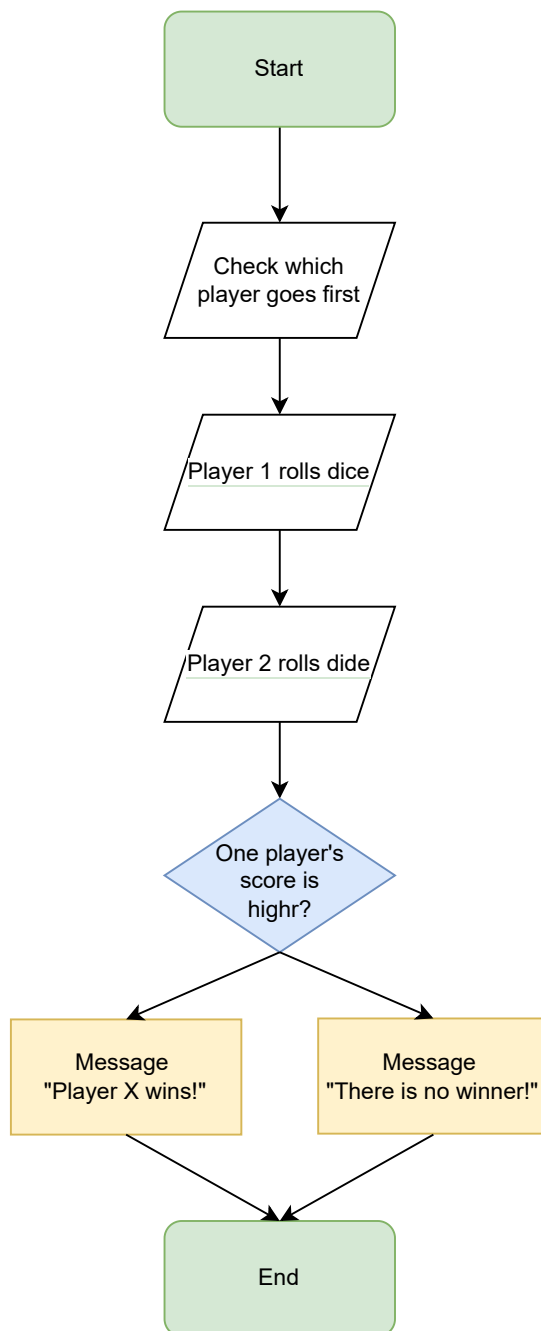 Start
Check which
player goes first
Player 1 rolls dice
Player 2 rolls dide
One player's
score is
highr?
Message
"Player X wins!"
Message
"There is no winner!"
End